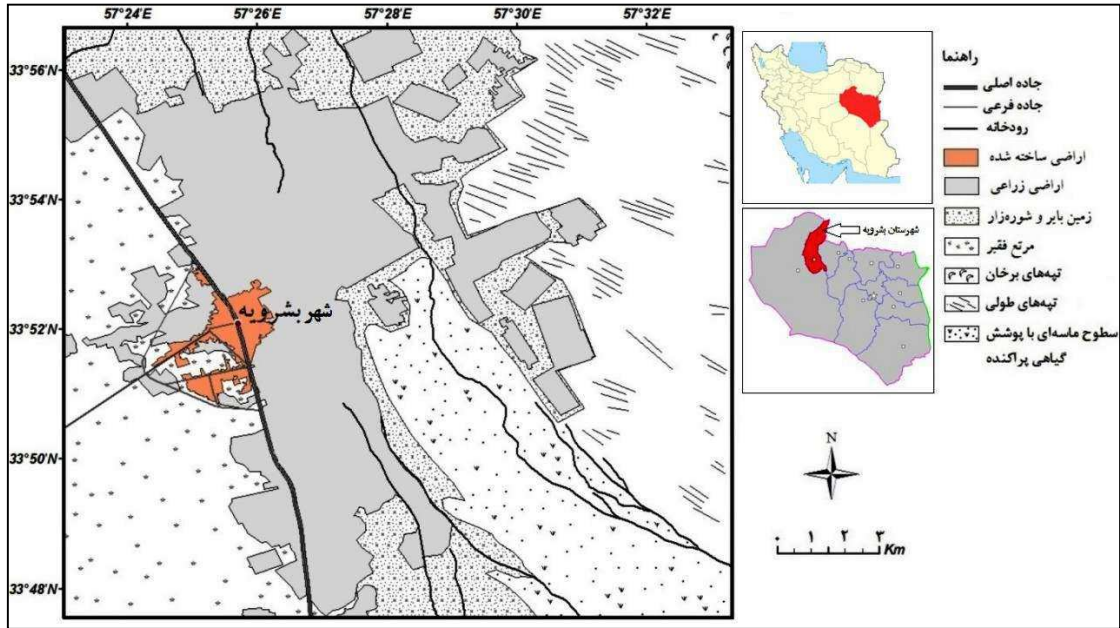 57°24'E 57°26'E 57°28'E 57°30'E 57°32'E
33°56'N
33°54'N
33°52'N
33°50'N
33°48'N
شهر بشرویه
شهرستان بشرویه
راهنما
جاده اصلی
جاده فرعی
رودخانه
اراضی ساخته شده
اراضی زراعی
زمین بایر و شوره‌زار
مرتع فقیر
تپه‌های برخان
تپه‌های طولی
سطوح ماسه‌ای با پوشش
گیاهی پراکنده
N
۰ ۱ ۲ ۳
Km